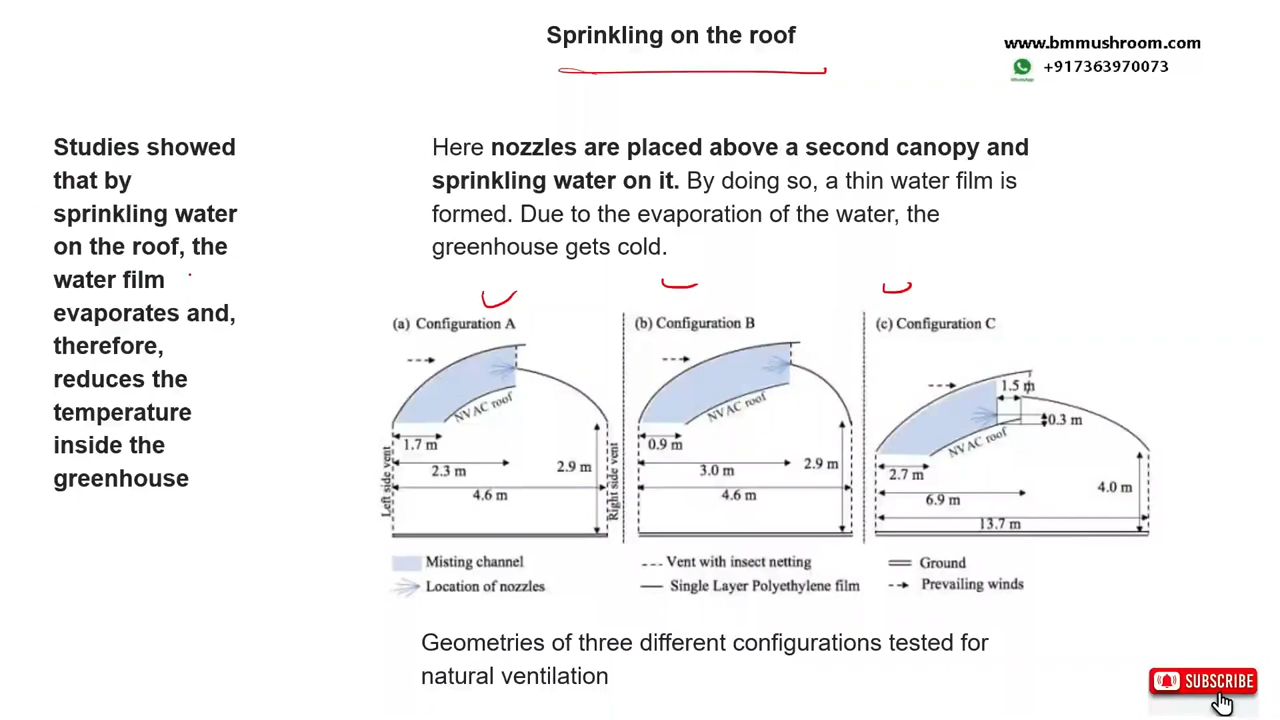 Sprinkling on the roof
www.bmmushroom.com
WhatsApp
+917363970073
Studies showed
that by
sprinkling water
on the roof, the
water film
evaporates and,
therefore,
reduces the
temperature
inside the
greenhouse
Here nozzles are placed above a second canopy and
sprinkling water on it. By doing so, a thin water film is
formed. Due to the evaporation of the water, the
greenhouse gets cold.
(a) Configuration A
NVAC roof
1.7 m
2.3 m
2.9 m
4.6 m
Left side vent
Right side vent
(b) Configuration B
NVAC roof
0.9 m
3.0 m
2.9 m
4.6 m
(c) Configuration C
1.5 m
0.3 m
NVAC roof
2.7 m
4.0 m
6.9 m
13.7 m
Misting channel
Location of nozzles
Vent with insect netting
Single Layer Polyethylene film
Ground
Prevailing winds
Geometries of three different configurations tested for
natural ventilation
SUBSCRIBE